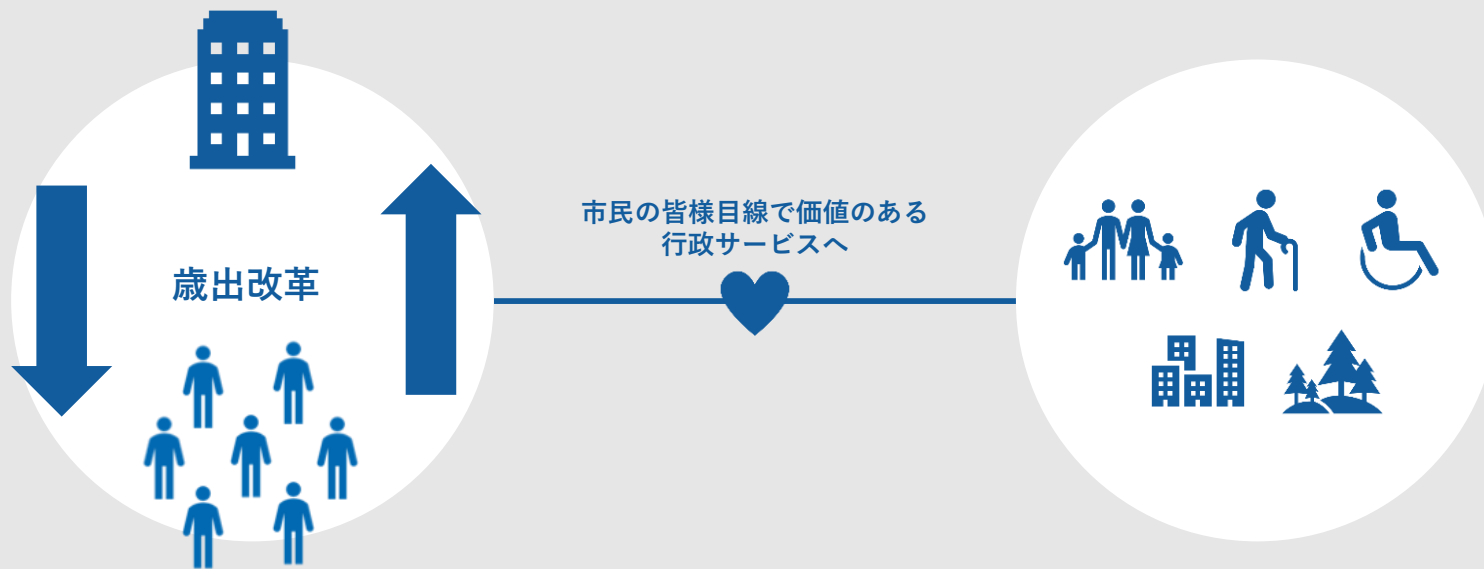 市民の皆様目線で価値のある
行政サービスへ
歳出改革